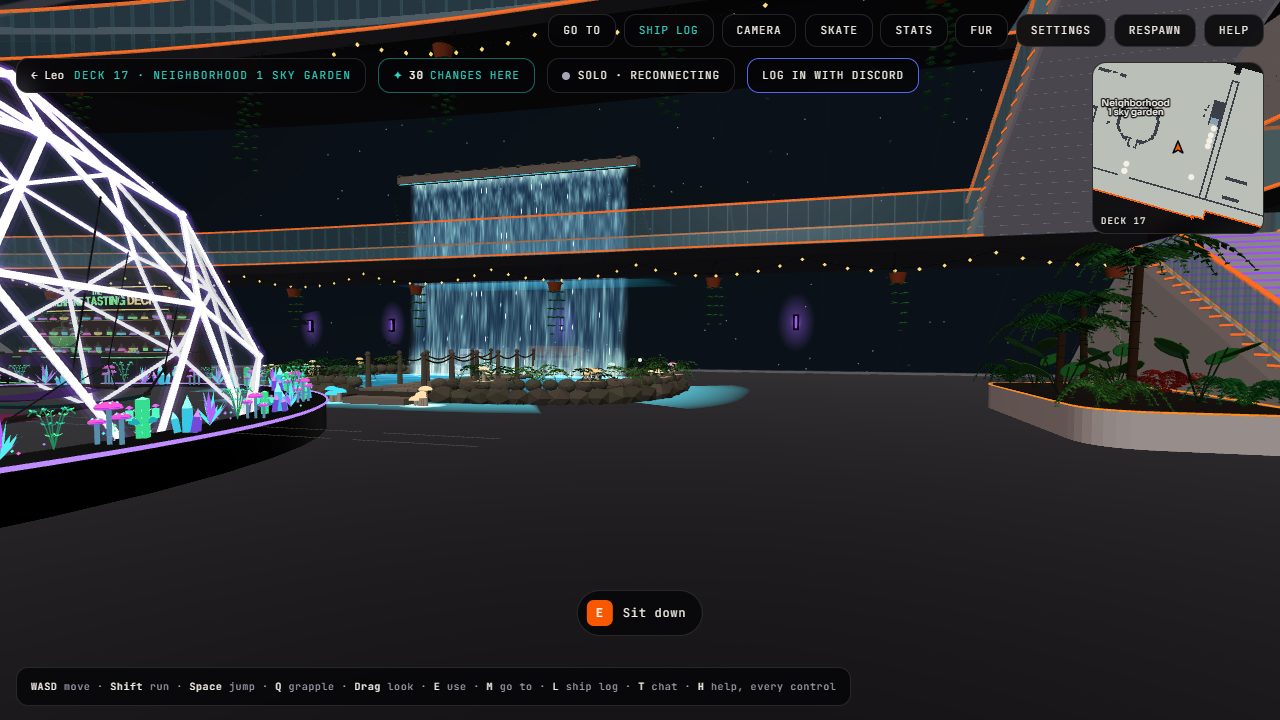 GO TO
SHIP LOG
CAMERA
SKATE
STATS
FUR
SETTINGS
RESPAWN
HELP
← Leo DECK 17 · NEIGHBORHOOD 1 SKY GARDEN
✦ 30 CHANGES HERE
● SOLO · RECONNECTING
LOG IN WITH DISCORD
Neighborhood
1 sky garden
DECK 17
TASTING DECK
E Sit down
WASD move · Shift run · Space jump · Q grapple · Drag look · E use · M go to · L ship log · T chat · H help, every control